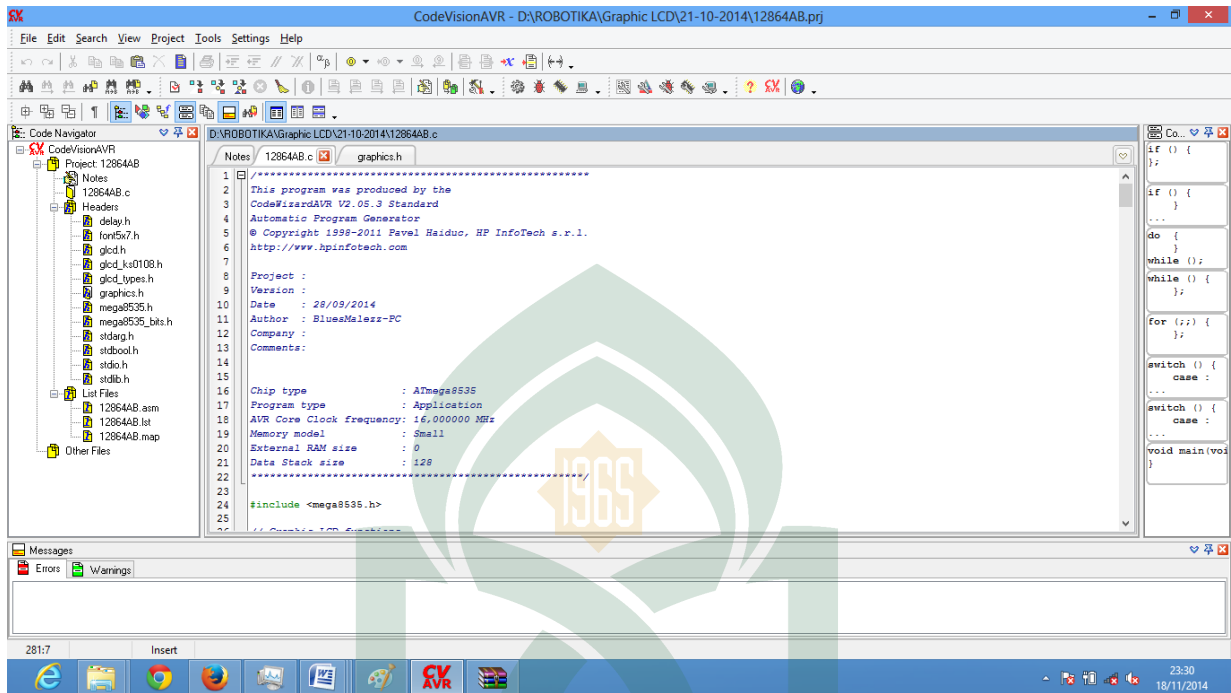 CodeVisionAVR - D:\ROBOTIKA\Graphic LCD\21-10-2014\12864AB.prj
File Edit Search View Project Tools Settings Help
Code Navigator
CodeVisionAVR
Project: 12864AB
Notes
12864AB.c
Headers
delay.h
font5x7.h
glcd.h
glcd_ks0108.h
glcd_types.h
graphics.h
mega8535.h
mega8535_bits.h
stdarg.h
stdbool.h
stdio.h
stdlib.h
List Files
12864AB.asm
12864AB.lst
12864AB.map
Other Files
D:\ROBOTIKA\Graphic LCD\21-10-2014\12864AB.c
Notes 12864AB.c graphics.h
1 /*****************************************************
2 This program was produced by the
3 CodeWizardAVR V2.05.3 Standard
4 Automatic Program Generator
5 © Copyright 1998-2011 Pavel Haiduc, HP InfoTech s.r.l.
6 http://www.hpinfotech.com
7
8 Project :
9 Version :
10 Date : 28/09/2014
11 Author : BluesMalezz-PC
12 Company :
13 Comments:
14
15
16 Chip type : ATmega8535
17 Program type : Application
18 AVR Core Clock frequency: 16,000000 MHz
19 Memory model : Small
20 External RAM size : 0
21 Data Stack size : 128
22 *****************************************************/
23
24 #include <mega8535.h>
25
26 // Graphic LCD functions
Co...
if () {
};
if () {
}
...
do {
}
while ();
while () {
};
for (;;) {
};
switch () {
case :
...
switch () {
case :
...
void main(voi
}
1965
Messages
Errors Warnings
281:7 Insert
CV
AVR
23:30
18/11/2014